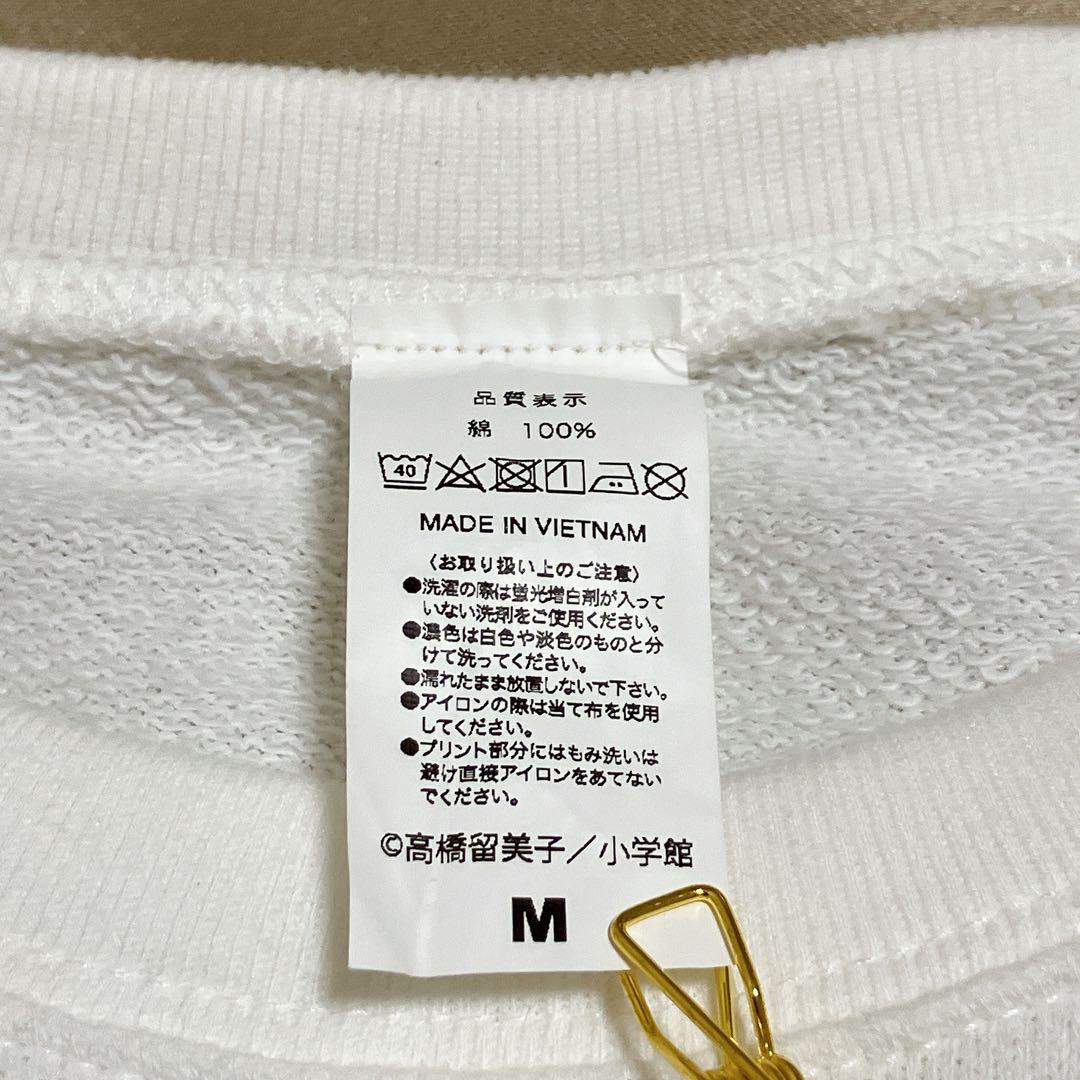 品質表示
綿 100%
40
MADE IN VIETNAM
〈お取り扱い上のご注意〉
●洗濯の際は蛍光増白剤が入って
いない洗剤をご使用ください。
●濃色は白色や淡色のものと分
けて洗ってください。
●濡れたまま放置しないで下さい。
●アイロンの際は当て布を使用
してください。
●プリント部分にはもみ洗いは
避け直接アイロンをあてない
でください。
©高橋留美子／小学館
M